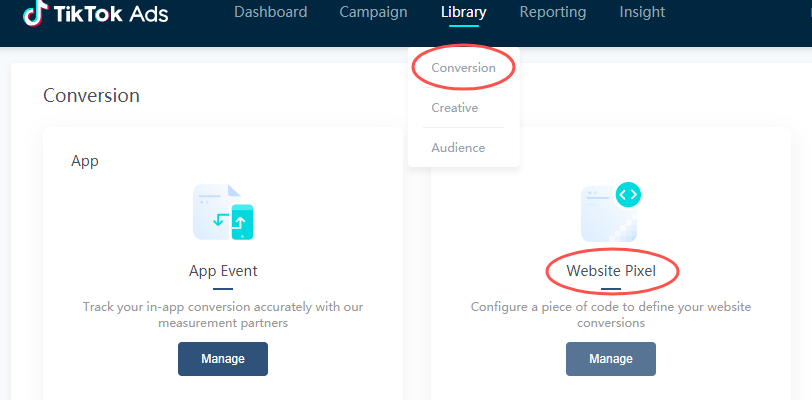 TikTok Ads
Dashboard
Campaign
Library
Reporting
Insight
Conversion
Creative
Audience
Conversion
App
App Event
Track your in-app conversion accurately with our
measurement partners
Manage
Website Pixel
Configure a piece of code to define your website
conversions
Manage